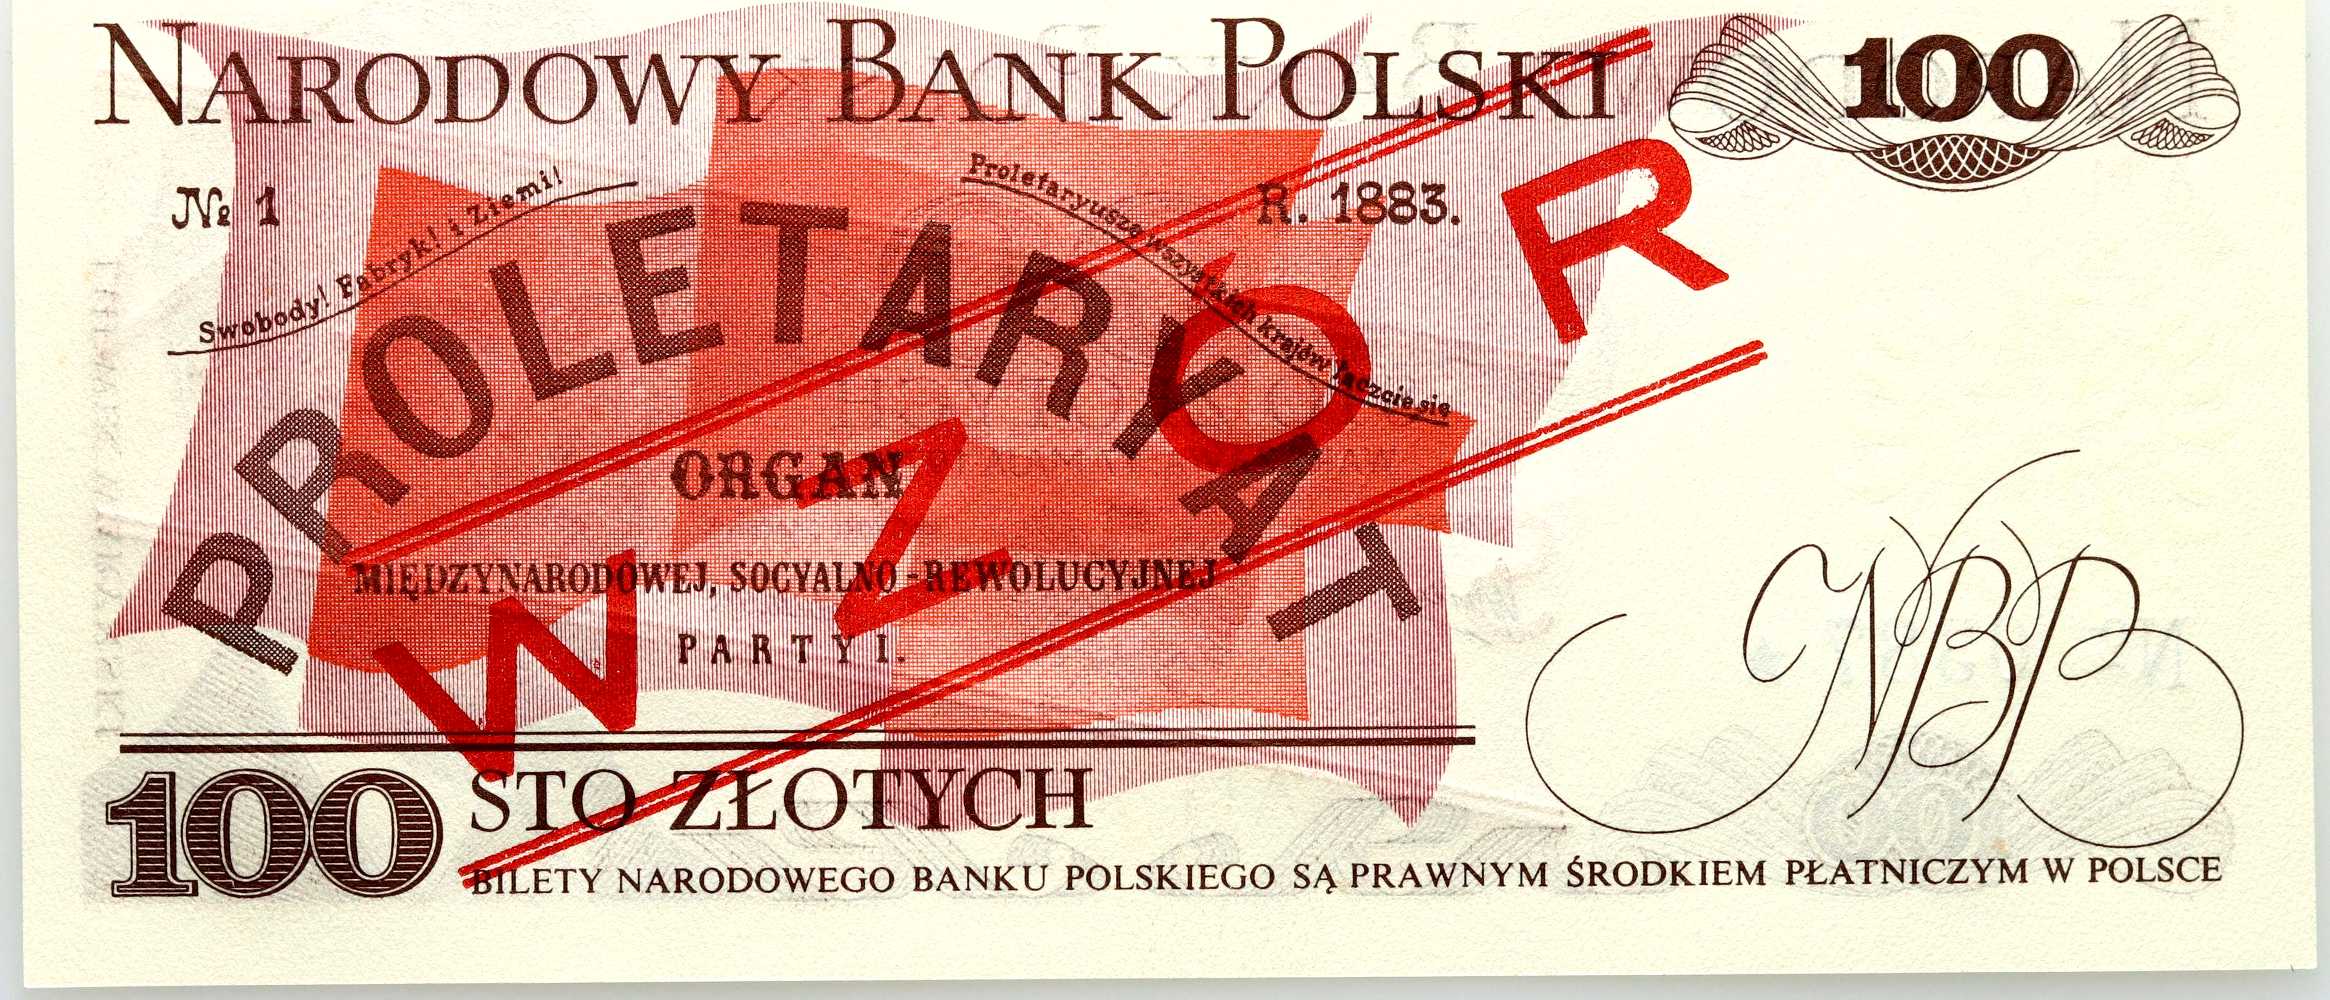 NARODOWY BANK POLSKI
100
№ 1
Swobody! Fabryk! i Ziemi!
Proletaryusze wszystkich krajów łączcie się
R. 1883.
PROLETARYAT
ORGAN
MIĘDZYNARODOWEJ, SOCYALNO-REWOLUCYJNEJ
PARTYI.
WZOR
NBP
100 STO ZŁOTYCH
BILETY NARODOWEGO BANKU POLSKIEGO SĄ PRAWNYM ŚRODKIEM PŁATNICZYM W POLSCE